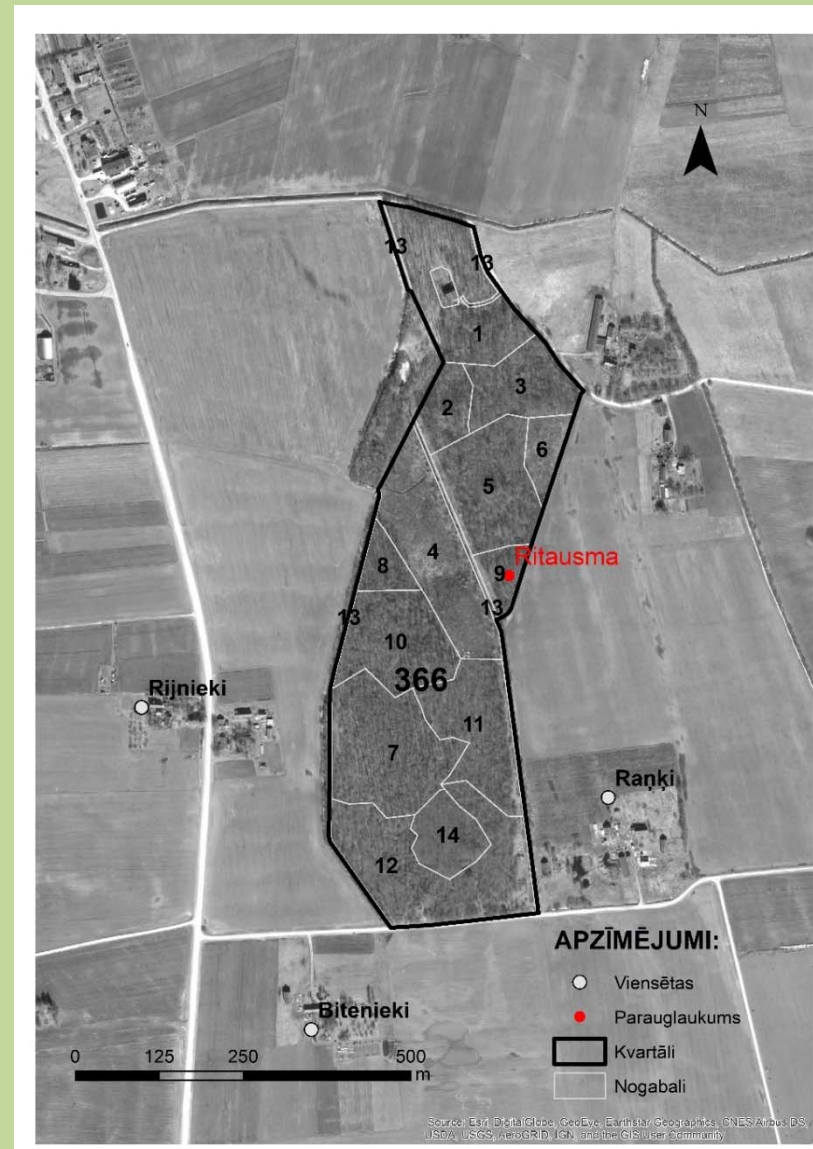 N
13
13
1
3
2
6
5
4
8
Ritausma
9
13
13
10
366
Rijnieki
11
7
Raņķi
14
12
APZĪMĒJUMI:
Viensētas
Bitenieki
Parauglaukums
0 125 250 500
m
Kvartāli
Nogabali
Source: Esri, DigitalGlobe, GeoEye, Earthstar Geographics, CNES/Airbus DS,
USDA, USGS, AeroGRID, IGN, and the GIS User Community